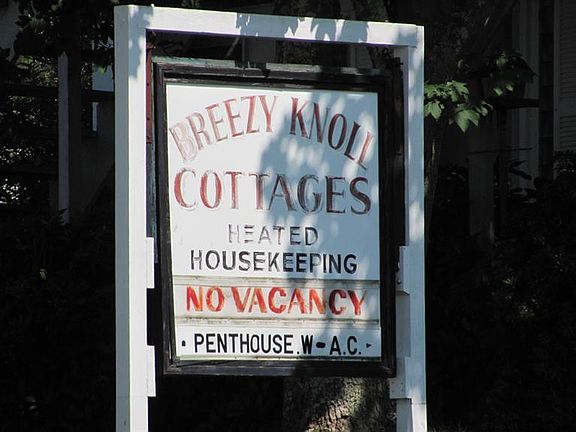 BREEZY KNOLL
COTTAGES
HEATED
HOUSEKEEPING
NO VACANCY
· PENTHOUSE. W-A.C. -